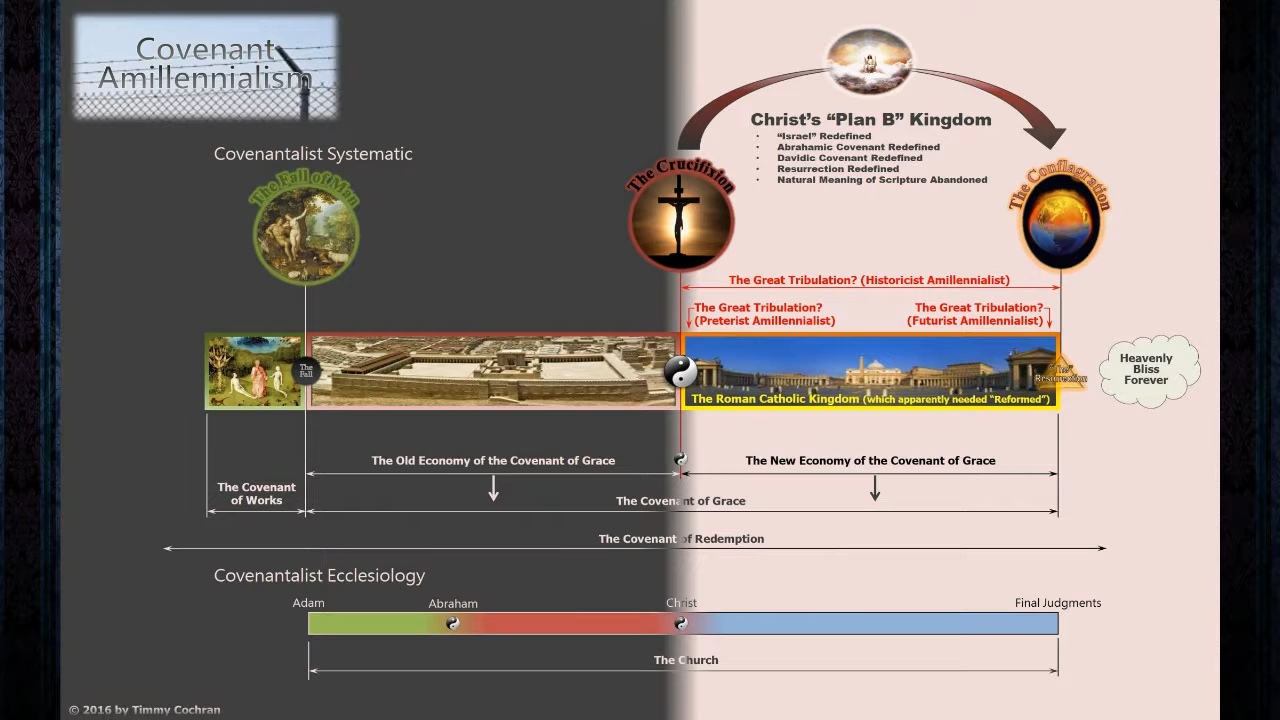 Covenant
Amillennialism
Covenantalist Systematic
The Fall of Man
The Crucifixion
Christ's “Plan B” Kingdom
• “Israel” Redefined
• Abrahamic Covenant Redefined
• Davidic Covenant Redefined
• Resurrection Redefined
• Natural Meaning of Scripture Abandoned
The Conflagration
The Great Tribulation? (Historicist Amillennialist)
The Great Tribulation?
(Preterist Amillennialist)
The Great Tribulation?
(Futurist Amillennialist)
The
Fall
The Roman Catholic Kingdom (which apparently needed “Reformed”)
The
Resurrection
Heavenly
Bliss
Forever
The Old Economy of the Covenant of Grace
The New Economy of the Covenant of Grace
The Covenant
of Works
The Covenant of Grace
The Covenant of Redemption
Covenantalist Ecclesiology
Adam
Abraham
Christ
Final Judgments
The Church
© 2016 by Timmy Cochran